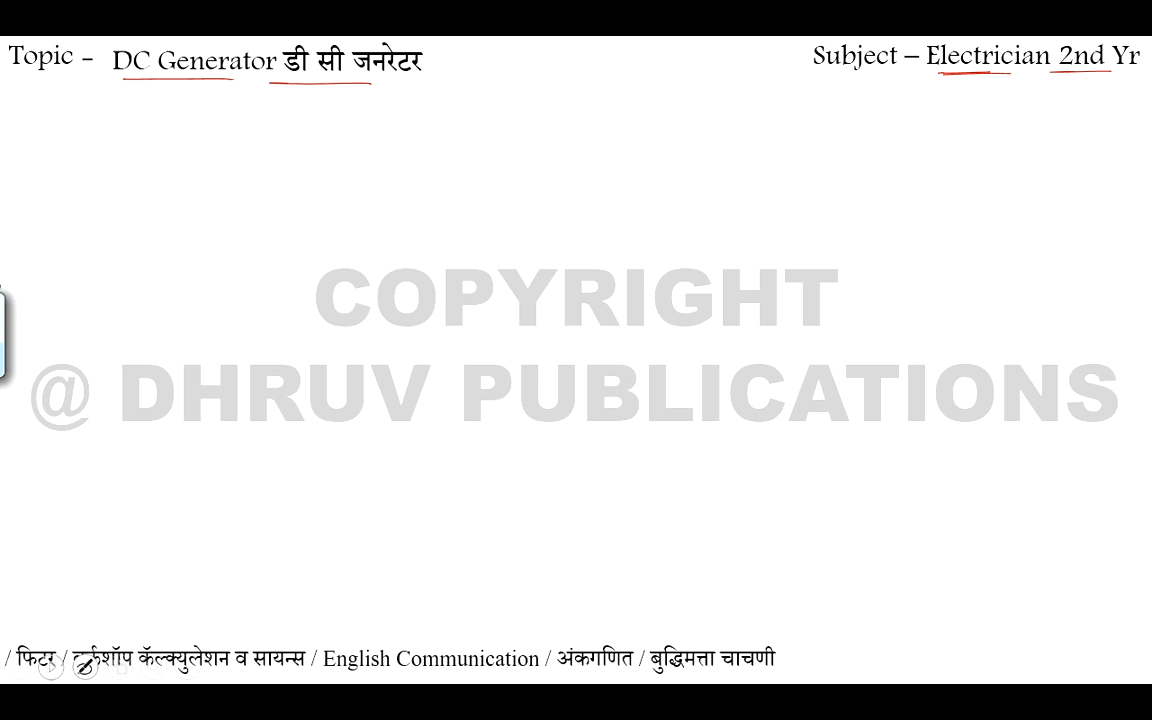 Topic - DC Generator डी सी जनरेटर
Subject – Electrician 2nd Yr
COPYRIGHT
@ DHRUV PUBLICATIONS
/ फिटर / वर्कशॉप कॅल्क्युलेशन व सायन्स / English Communication / अंकगणित / बुद्धिमत्ता चाचणी